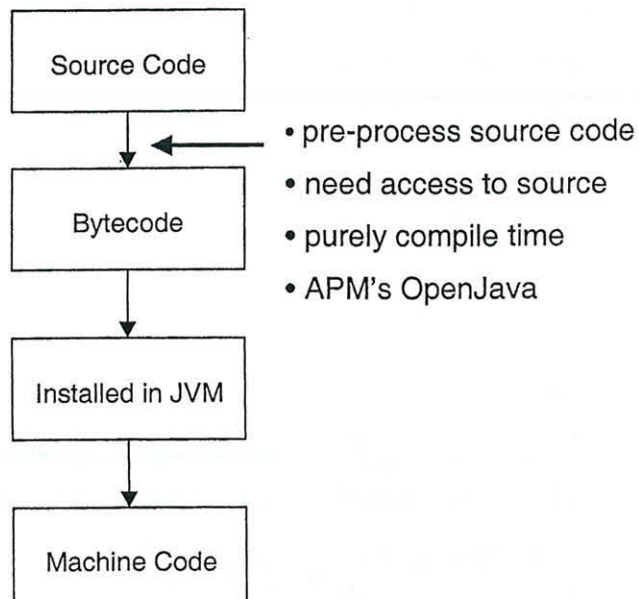 Source Code
• pre-process source code
• need access to source
Bytecode
• purely compile time
• APM's OpenJava
Installed in JVM
Machine Code